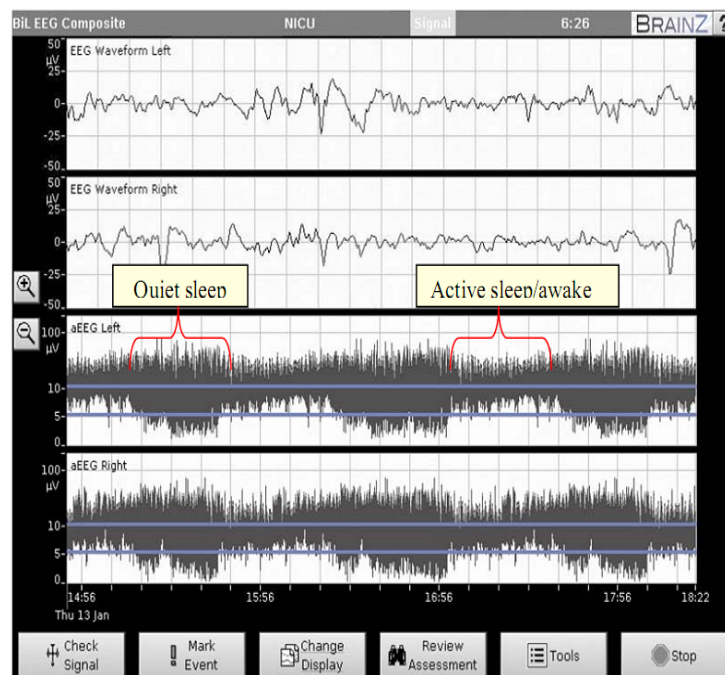 BiL EEG Composite NICU Signal 6:26 BRAINZ ?
50
µV
EEG Waveform Left
0-
-25-
-50-
50
µV
EEG Waveform Right
0-
-25-
-50-
Quiet sleep
Active sleep/awake
100-
µV
aEEG Left
10-
5-
0-
100-
µV
aEEG Right
10-
5-
0-
14:56 15:56 16:56 17:56 18:22
Thu 13 Jan
Check
Signal
Mark
Event
Change
Display
Review
Assessment
Tools
Stop